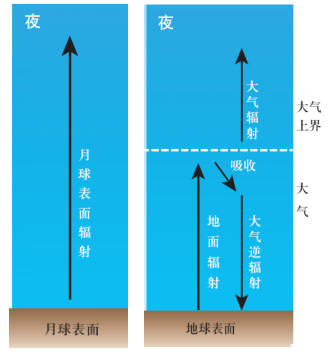 夜
月球表面辐射
月球表面
夜
大气辐射
大气
上界
吸收
大
气
地面辐射
大气逆辐射
地球表面